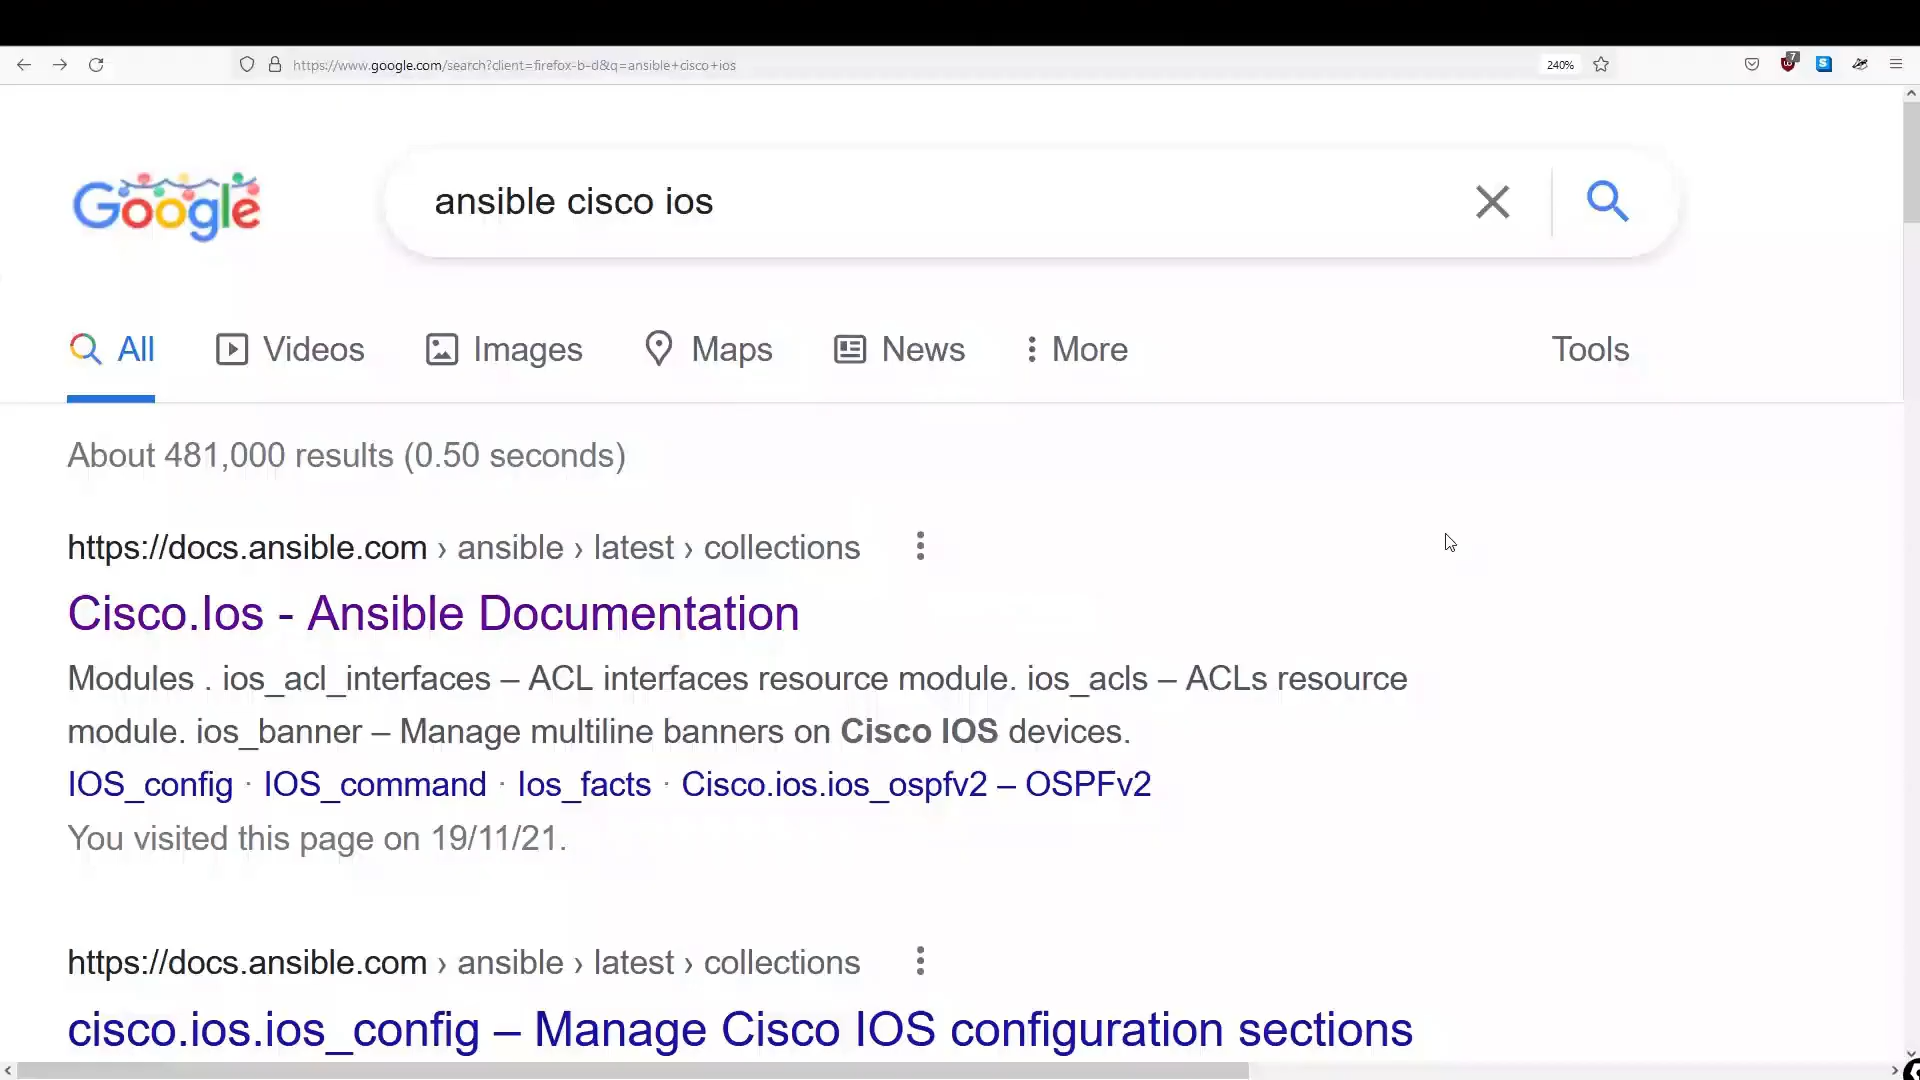 https://www.google.com/search?client=firefox-b-d&q=ansible+cisco+ios
240%
7
S
Google
ansible cisco ios
All
Videos
Images
Maps
News
More
Tools
About 481,000 results (0.50 seconds)
https://docs.ansible.com › ansible › latest › collections
Cisco.Ios - Ansible Documentation
Modules . ios_acl_interfaces – ACL interfaces resource module. ios_acls – ACLs resource
module. ios_banner – Manage multiline banners on Cisco IOS devices.
IOS_config · IOS_command · Ios_facts · Cisco.ios.ios_ospfv2 – OSPFv2
You visited this page on 19/11/21.
https://docs.ansible.com › ansible › latest › collections
cisco.ios.ios_config – Manage Cisco IOS configuration sections